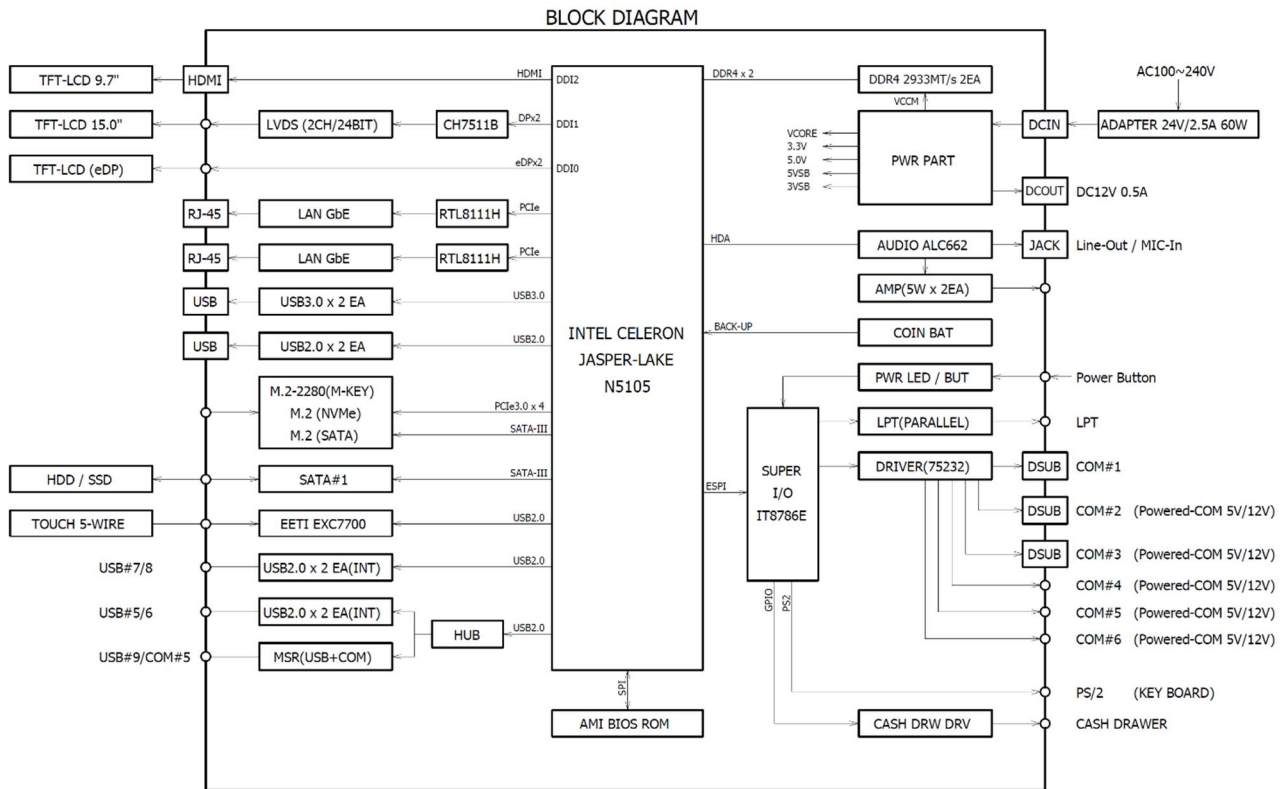 BLOCK DIAGRAM
TFT-LCD 9.7"
HDMI
HDMI
DDI2
TFT-LCD 15.0"
LVDS (2CH/24BIT)
CH7511B
DPx2
DDI1
TFT-LCD (eDP)
eDPx2
DDI0
RJ-45
LAN GbE
RTL8111H
PCIe
RJ-45
LAN GbE
RTL8111H
PCIe
USB
USB3.0 x 2 EA
USB3.0
USB
USB2.0 x 2 EA
USB2.0
M.2-2280(M-KEY)
M.2 (NVMe)
M.2 (SATA)
PCIe3.0 x 4
SATA-III
HDD / SSD
SATA#1
SATA-III
TOUCH 5-WIRE
EETI EXC7700
USB2.0
USB#7/8
USB2.0 x 2 EA(INT)
USB2.0
USB#5/6
USB2.0 x 2 EA(INT)
HUB
USB2.0
USB#9/COM#5
MSR(USB+COM)
INTEL CELERON
JASPER-LAKE
N5105
SPI
AMI BIOS ROM
DDR4 x 2
DDR4 2933MT/s 2EA
VCCM
AC100~240V
VCORE
3.3V
5.0V
5VSB
3VSB
PWR PART
DCIN
ADAPTER 24V/2.5A 60W
DCOUT
DC12V 0.5A
HDA
AUDIO ALC662
JACK
Line-Out / MIC-In
AMP(5W x 2EA)
BACK-UP
COIN BAT
PWR LED / BUT
Power Button
LPT(PARALLEL)
LPT
ESPI
SUPER
I/O
IT8786E
DRIVER(75232)
DSUB
COM#1
DSUB
COM#2 (Powered-COM 5V/12V)
DSUB
COM#3 (Powered-COM 5V/12V)
COM#4 (Powered-COM 5V/12V)
COM#5 (Powered-COM 5V/12V)
COM#6 (Powered-COM 5V/12V)
GPIO
PS2
PS/2 (KEY BOARD)
CASH DRW DRV
CASH DRAWER